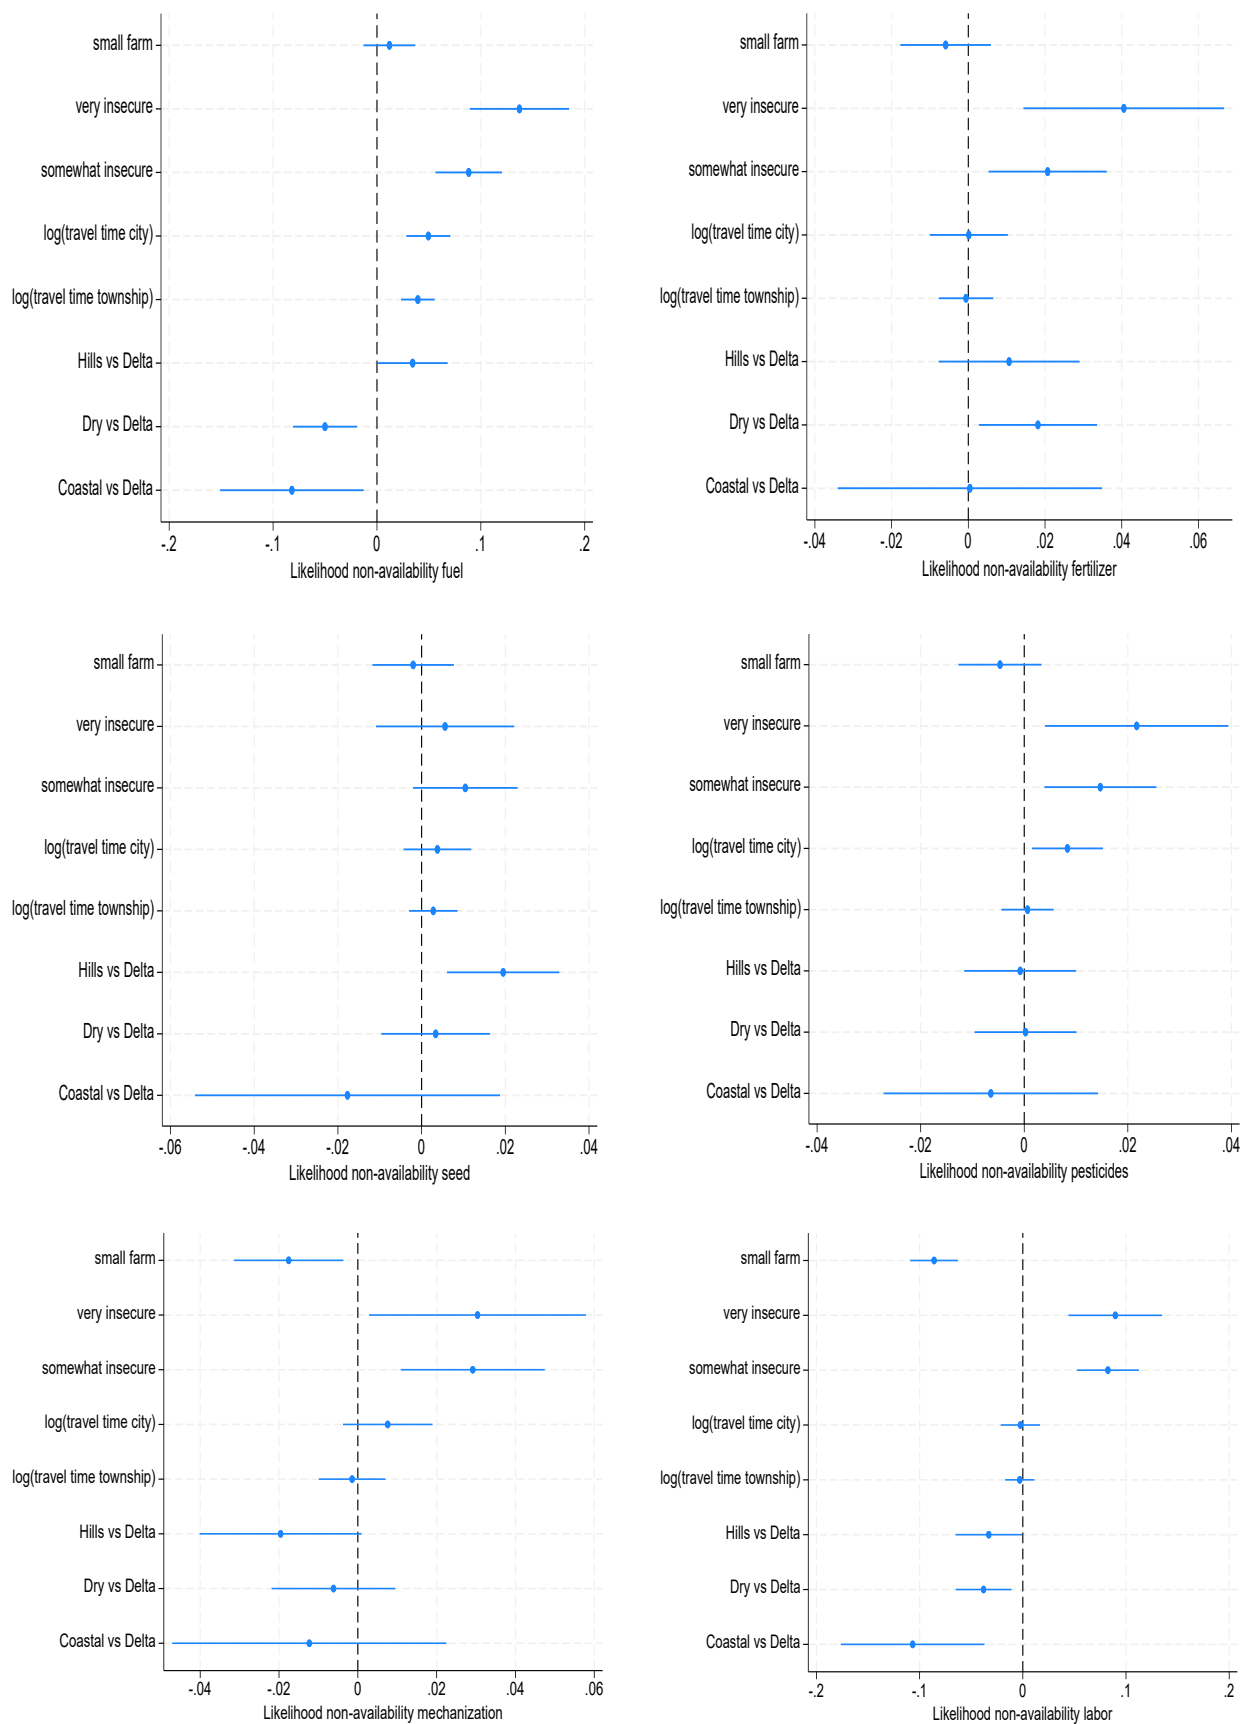 small farm
very insecure
somewhat insecure
log(travel time city)
log(travel time township)
Hills vs Delta
Dry vs Delta
Coastal vs Delta
-.2 -.1 0 .1 .2
Likelihood non-availability fuel
small farm
very insecure
somewhat insecure
log(travel time city)
log(travel time township)
Hills vs Delta
Dry vs Delta
Coastal vs Delta
-.04 -.02 0 .02 .04 .06
Likelihood non-availability fertilizer
small farm
very insecure
somewhat insecure
log(travel time city)
log(travel time township)
Hills vs Delta
Dry vs Delta
Coastal vs Delta
-.06 -.04 -.02 0 .02 .04
Likelihood non-availability seed
small farm
very insecure
somewhat insecure
log(travel time city)
log(travel time township)
Hills vs Delta
Dry vs Delta
Coastal vs Delta
-.04 -.02 0 .02 .04
Likelihood non-availability pesticides
small farm
very insecure
somewhat insecure
log(travel time city)
log(travel time township)
Hills vs Delta
Dry vs Delta
Coastal vs Delta
-.04 -.02 0 .02 .04 .06
Likelihood non-availability mechanization
small farm
very insecure
somewhat insecure
log(travel time city)
log(travel time township)
Hills vs Delta
Dry vs Delta
Coastal vs Delta
-.2 -.1 0 .1 .2
Likelihood non-availability labor